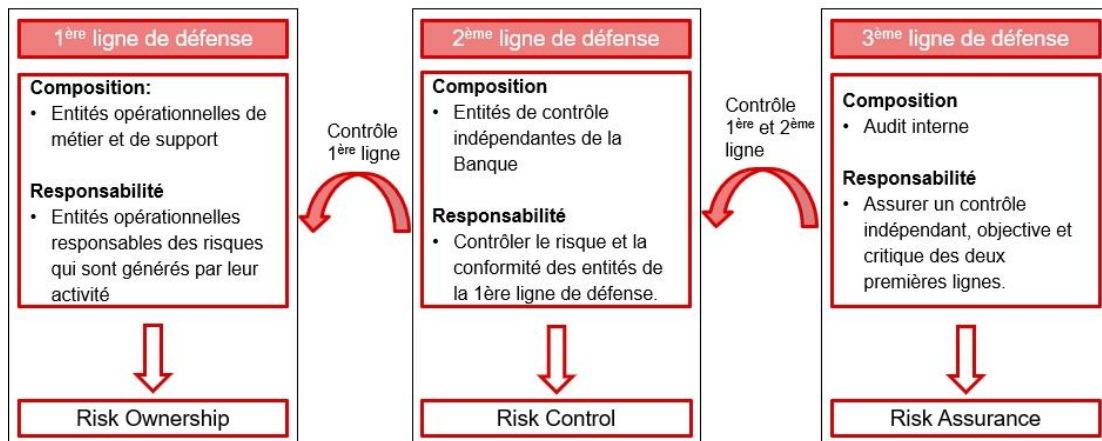 1ère ligne de défense
Composition:
• Entités opérationnelles de
métier et de support
Responsabilité
• Entités opérationnelles
responsables des risques
qui sont générés par leur
activité
Risk Ownership
Contrôle
1ère ligne
2ème ligne de défense
Composition
• Entités de contrôle
indépendantes de la
Banque
Responsabilité
• Contrôler le risque et la
conformité des entités de
la 1ère ligne de défense.
Risk Control
Contrôle
1ère et 2ème
ligne
3ème ligne de défense
Composition
• Audit interne
Responsabilité
• Assurer un contrôle
indépendant, objective et
critique des deux
premières lignes.
Risk Assurance